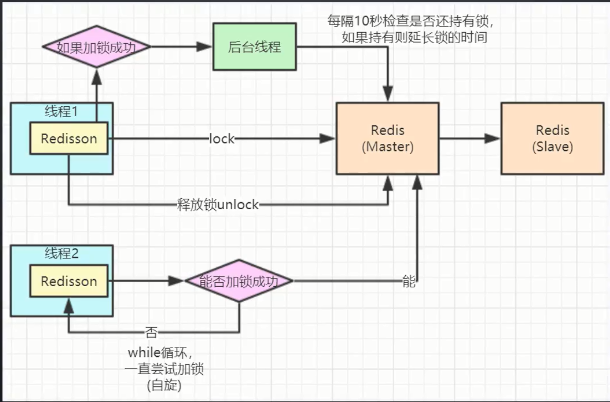 如果加锁成功
后台线程
每隔10秒检查是否还持有锁，
如果持有则延长锁的时间
线程1
Redisson
lock
Redis
(Master)
Redis
(Slave)
释放锁unlock
线程2
Redisson
能否加锁成功
能
否
while循环，
一直尝试加锁
(自旋)